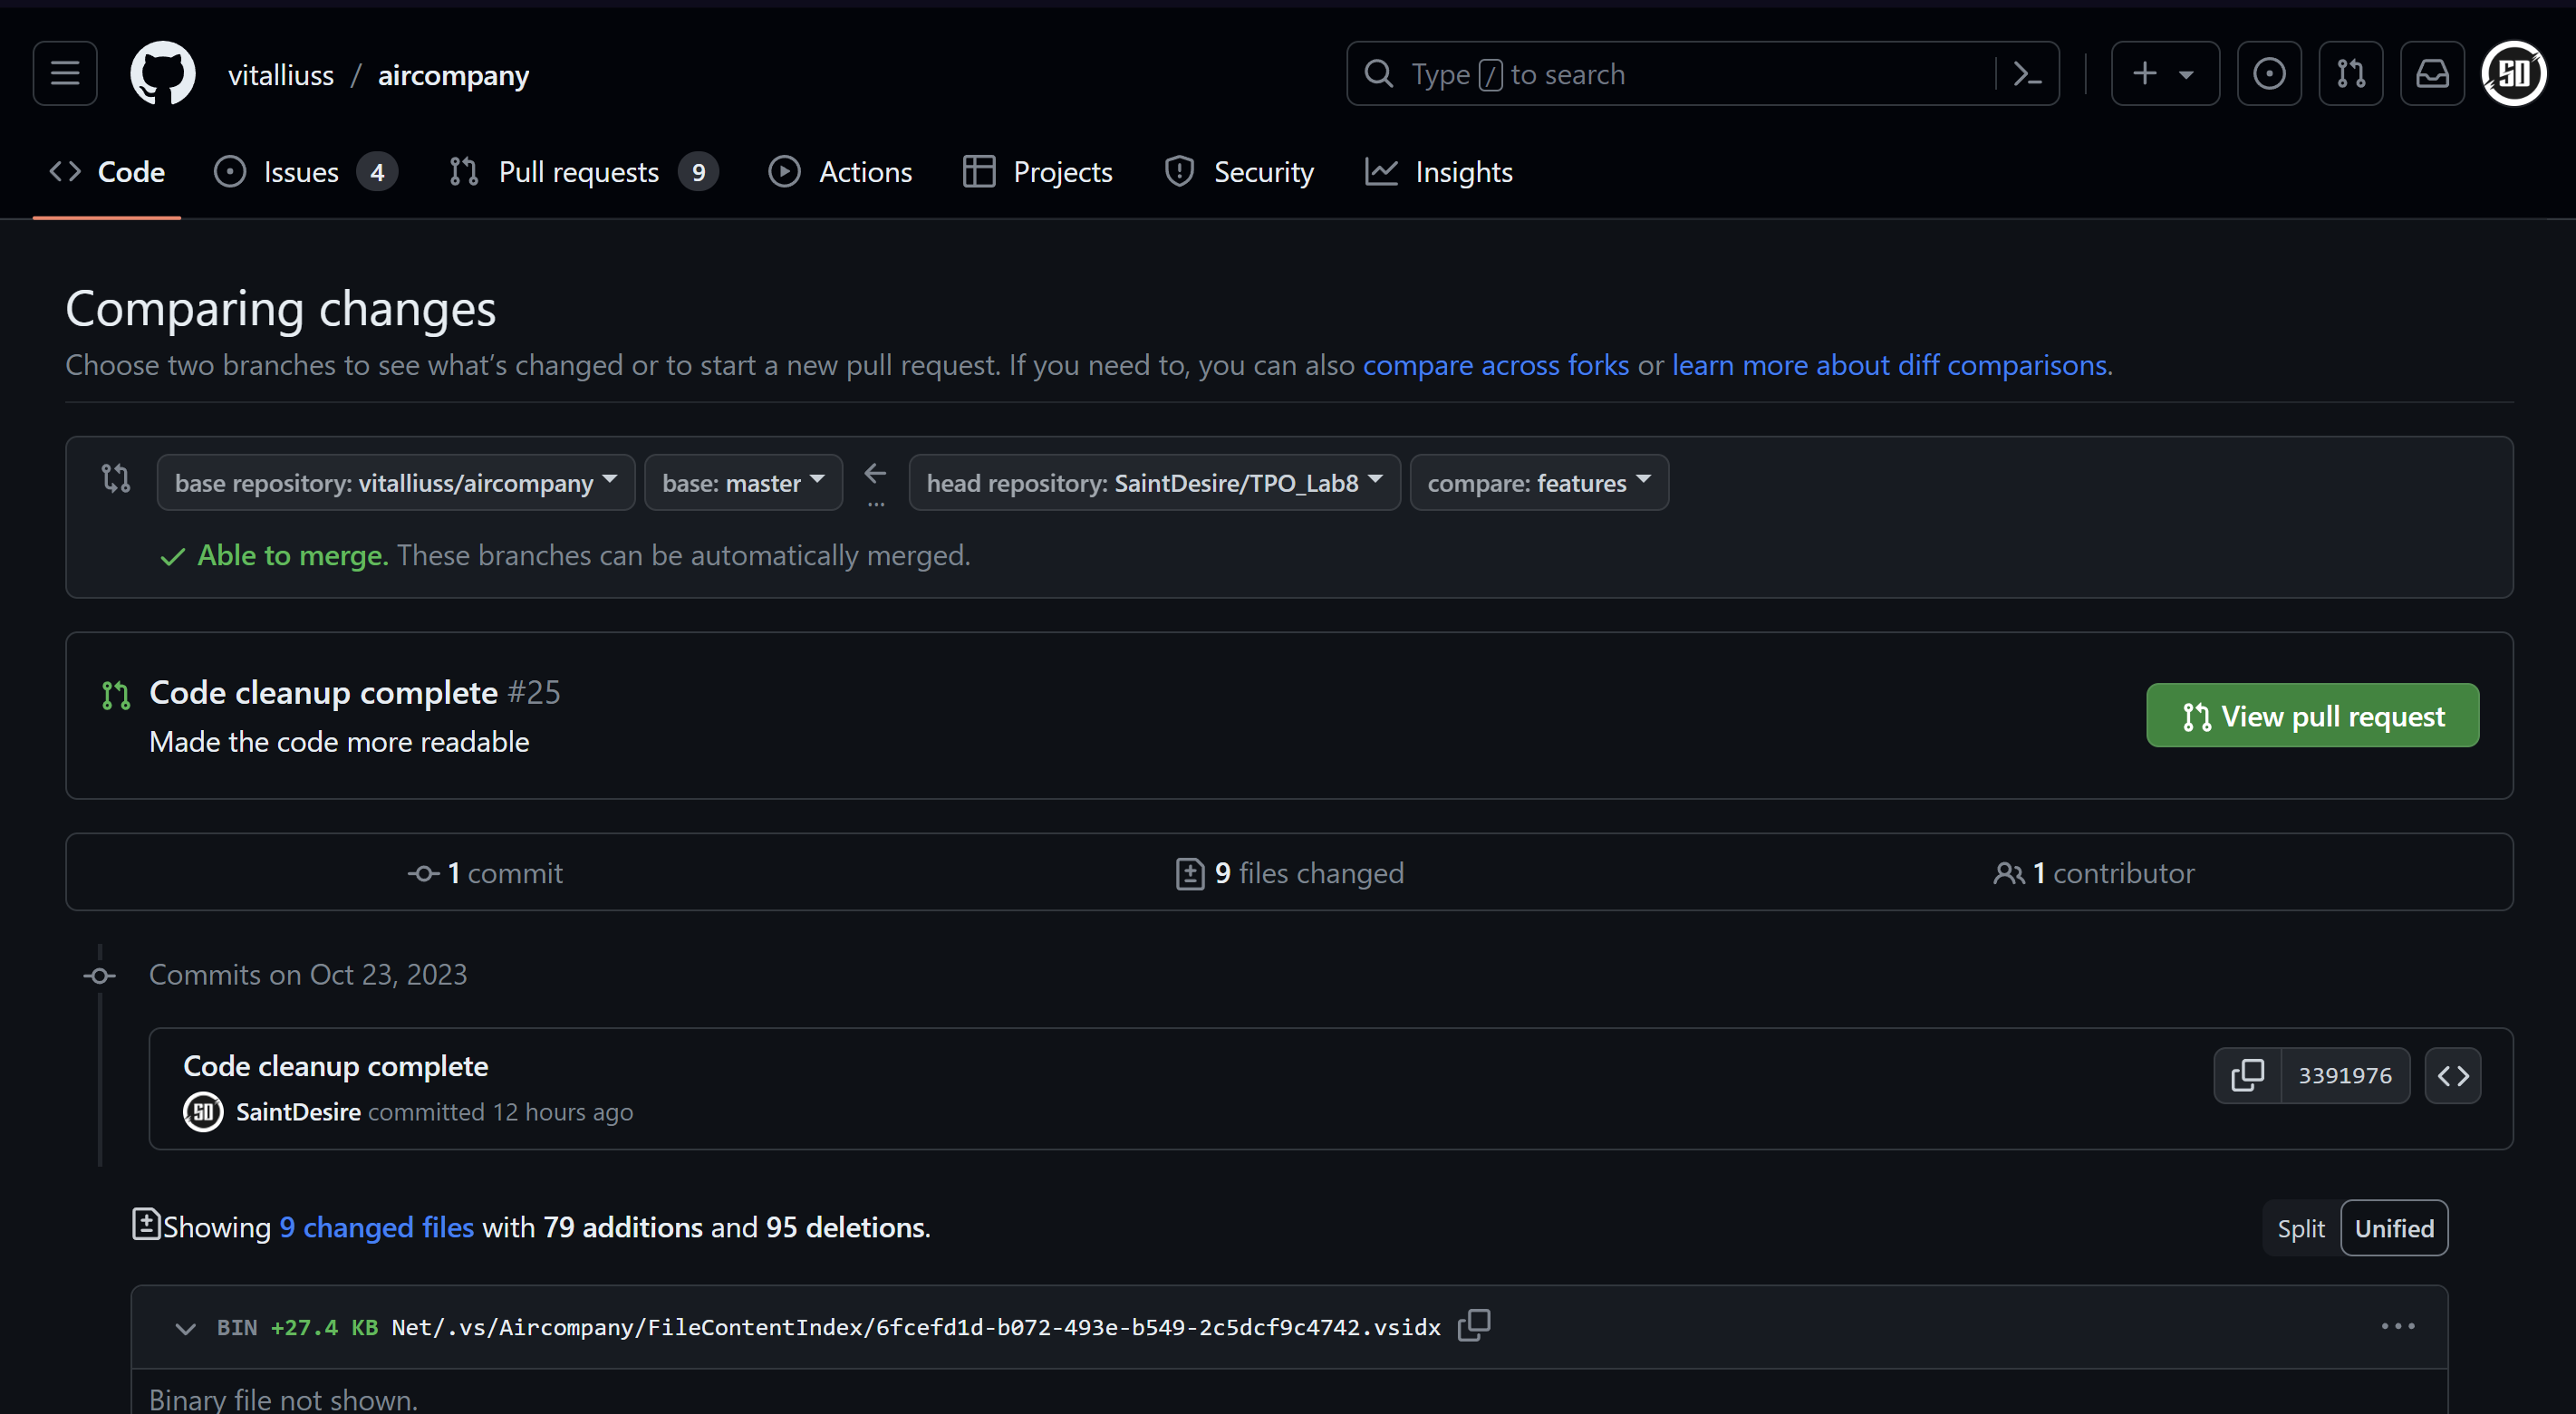 vitalliuss / aircompany
Type / to search
Code Issues 4 Pull requests 9 Actions Projects Security Insights
Comparing changes
Choose two branches to see what’s changed or to start a new pull request. If you need to, you can also compare across forks or learn more about diff comparisons.
base repository: vitalliuss/aircompany base: master ... head repository: SaintDesire/TPO_Lab8 compare: features
Able to merge. These branches can be automatically merged.
Code cleanup complete #25
Made the code more readable
View pull request
1 commit 9 files changed 1 contributor
Commits on Oct 23, 2023
Code cleanup complete
3391976
SD SaintDesire committed 12 hours ago
Showing 9 changed files with 79 additions and 95 deletions.
Split Unified
BIN +27.4 KB Net/.vs/Aircompany/FileContentIndex/6fcefd1d-b072-493e-b549-2c5dcf9c4742.vsidx
Binary file not shown.